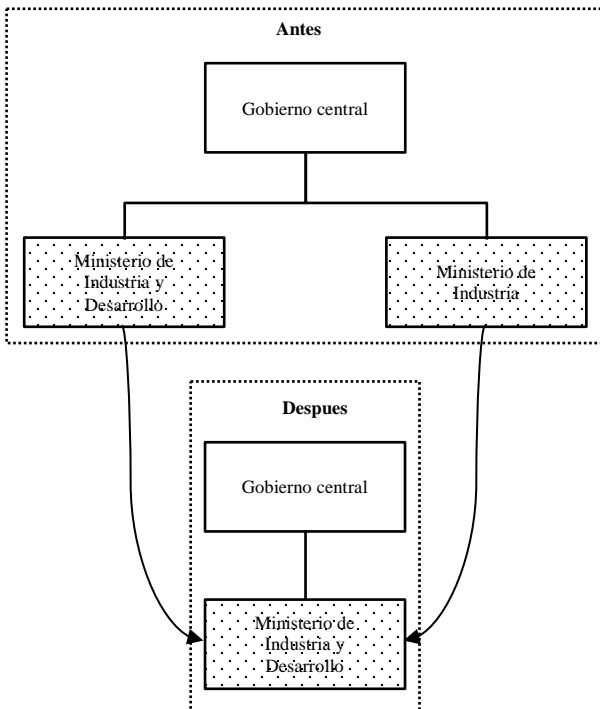 Antes
Gobierno central
Ministerio de
Industria y
Desarrollo
Ministerio de
Industria
Despues
Gobierno central
Ministerio de
Industria y
Desarrollo